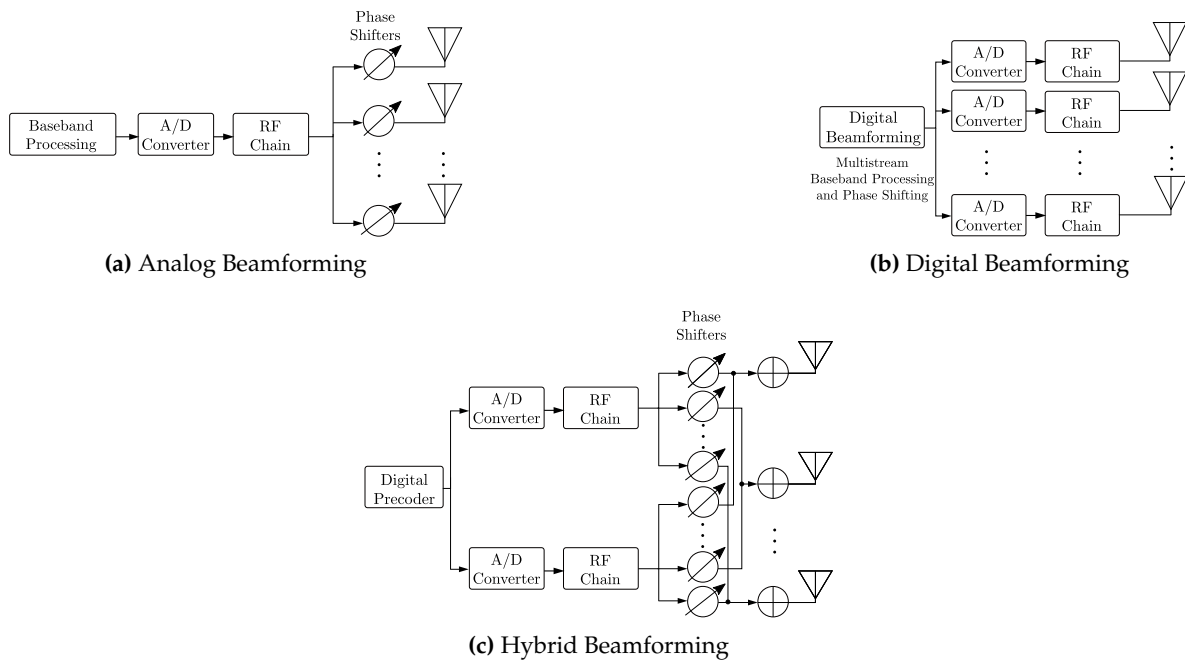 Phase
Shifters
Baseband
Processing
A/D
Converter
RF
Chain
(a) Analog Beamforming
A/D
Converter
RF
Chain
A/D
Converter
RF
Chain
Digital
Beamforming
Multistream
Baseband Processing
and Phase Shifting
A/D
Converter
RF
Chain
(b) Digital Beamforming
Phase
Shifters
A/D
Converter
RF
Chain
Digital
Precoder
A/D
Converter
RF
Chain
(c) Hybrid Beamforming